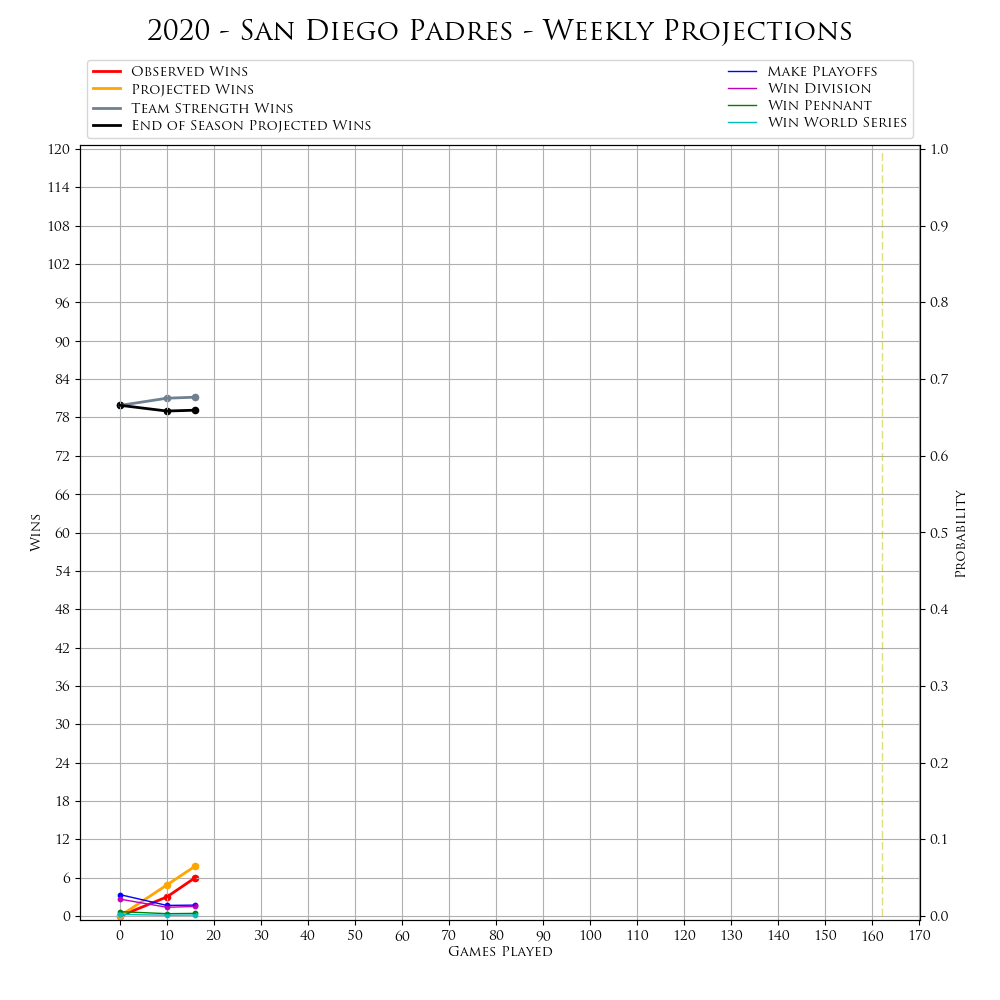 2020 - San Diego Padres - Weekly Projections
Observed Wins
Projected Wins
Team Strength Wins
End of Season Projected Wins
Make Playoffs
Win Division
Win Pennant
Win World Series
120
114
108
102
96
90
84
78
72
66
60
54
48
42
36
30
24
18
12
6
0
Wins
1.0
0.9
0.8
0.7
0.6
0.5
0.4
0.3
0.2
0.1
0.0
Probability
0 10 20 30 40 50 60 70 80 90 100 110 120 130 140 150 160 170
Games Played